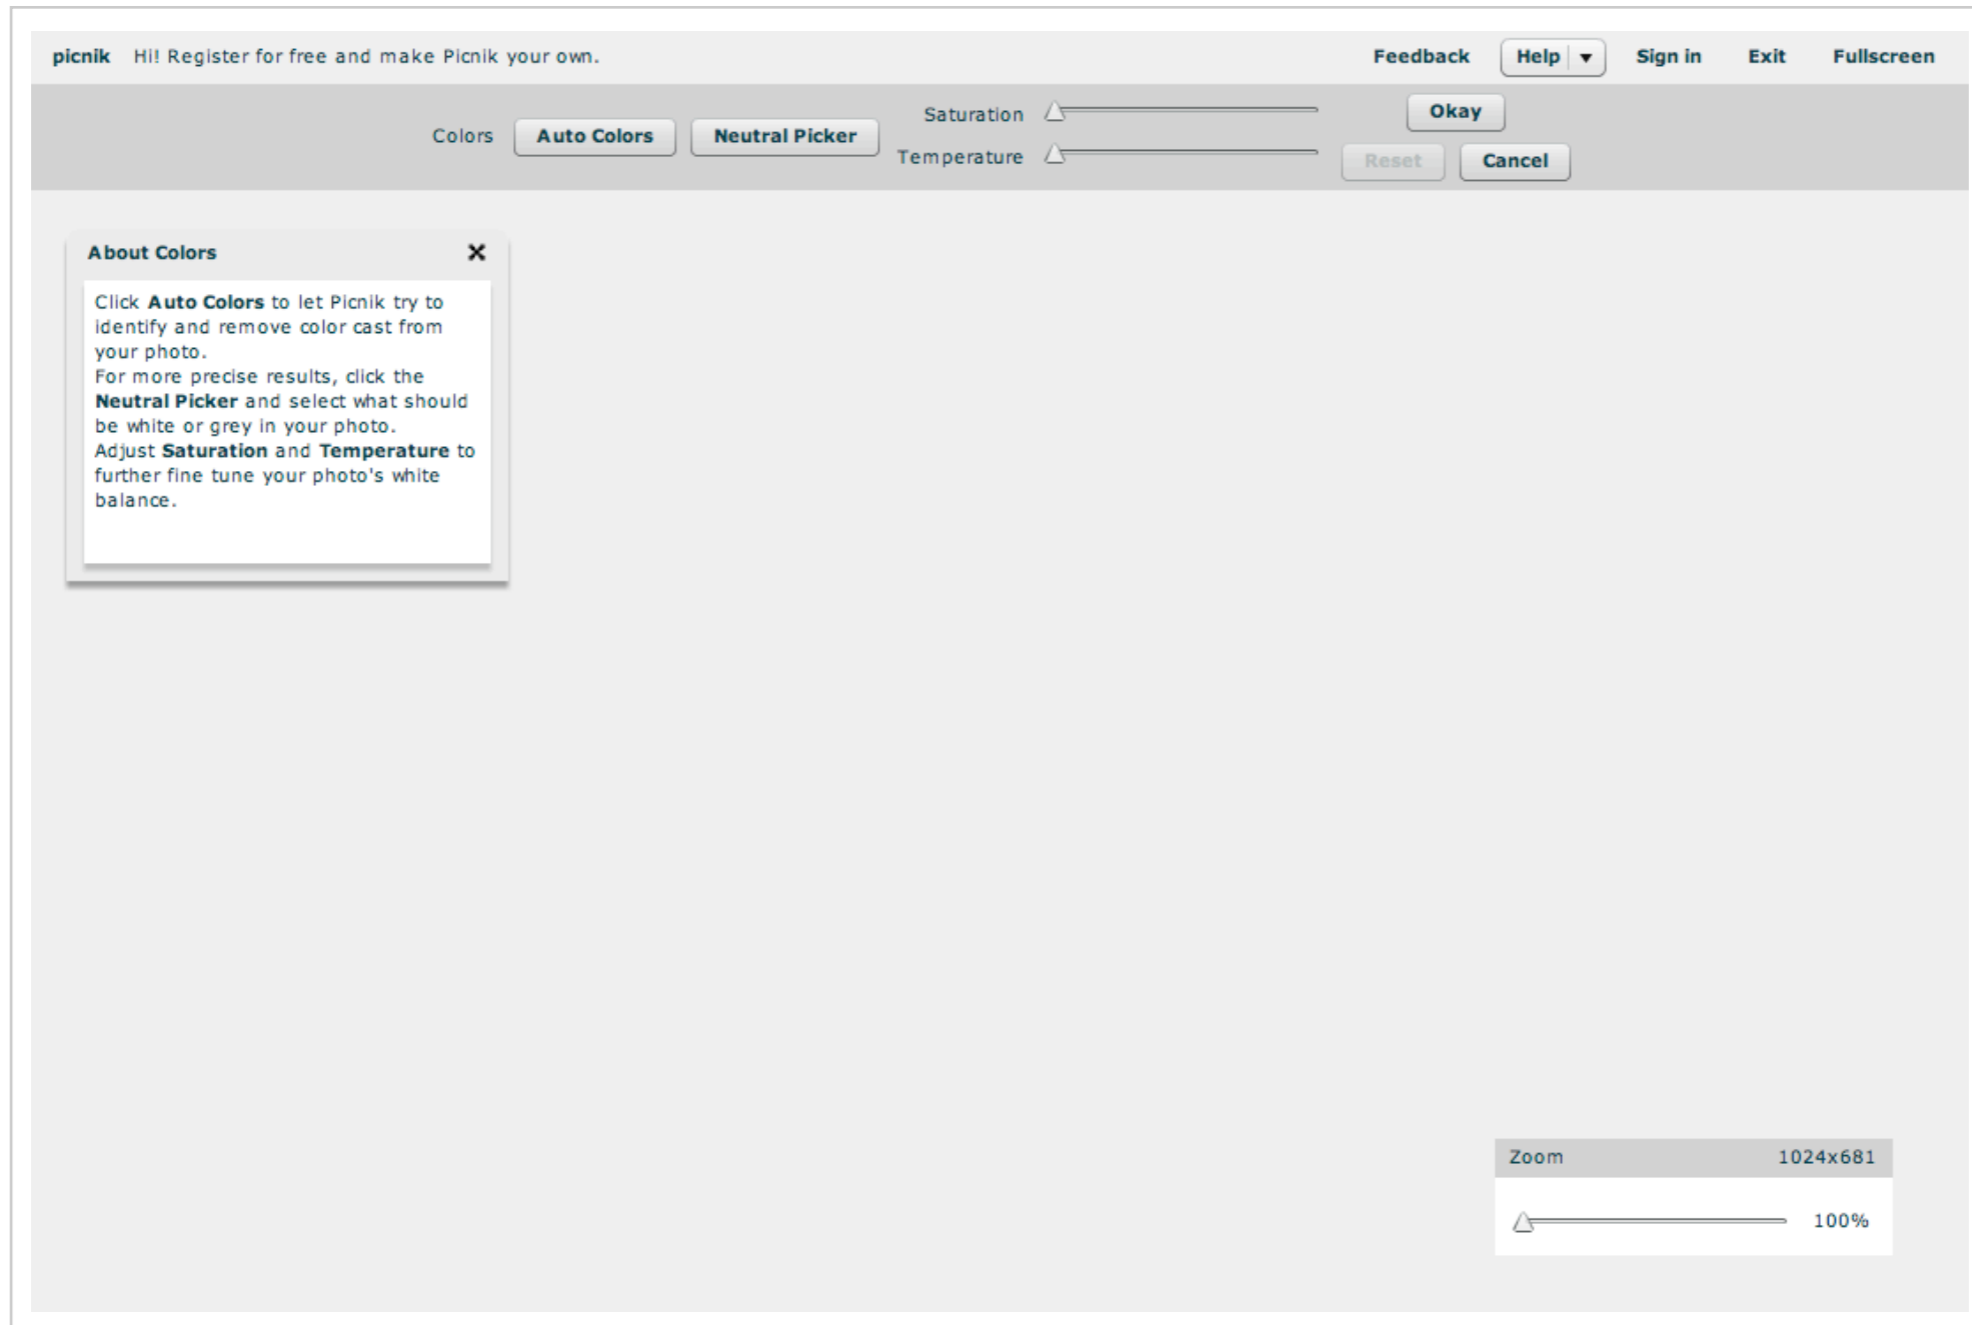 picnik Hi! Register for free and make Picnik your own. Feedback Help Sign in Exit Fullscreen
Colors Auto Colors Neutral Picker Saturation Okay
Temperature Reset Cancel
About Colors
Click Auto Colors to let Picnik try to
identify and remove color cast from
your photo.
For more precise results, click the
Neutral Picker and select what should
be white or grey in your photo.
Adjust Saturation and Temperature to
further fine tune your photo's white
balance.
Zoom 1024x681
100%